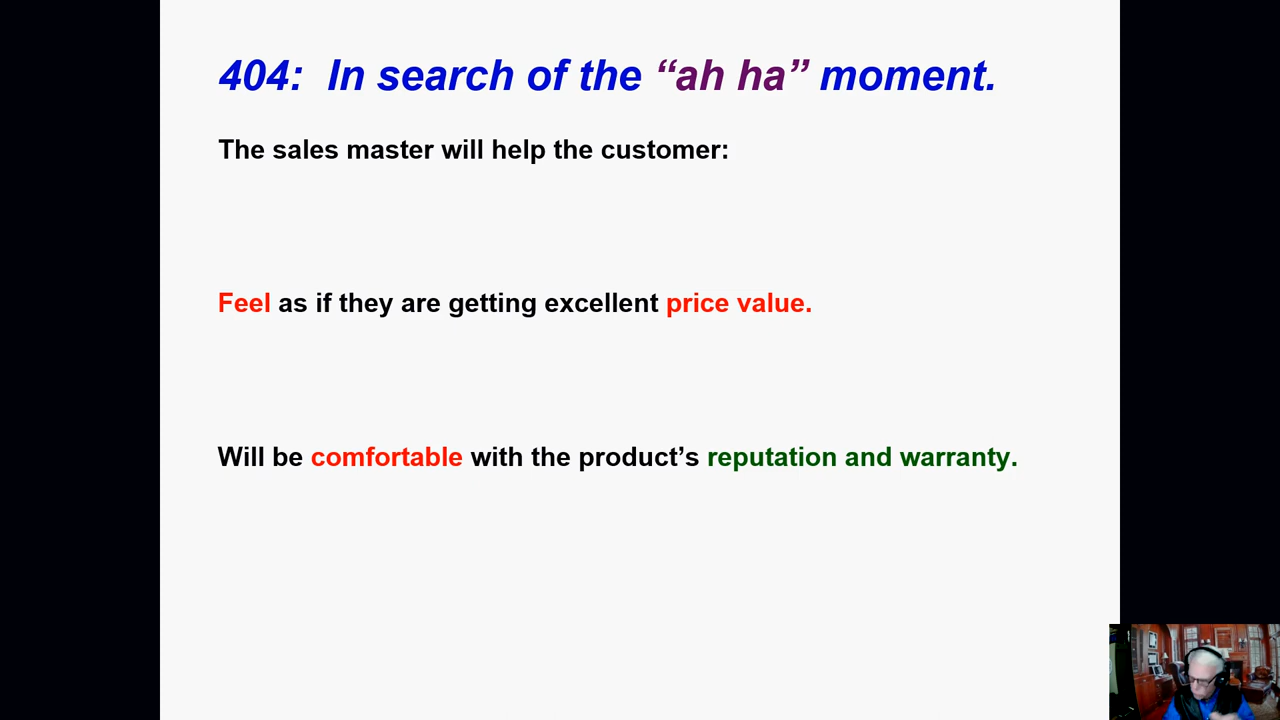 404: In search of the “ah ha” moment.
The sales master will help the customer:
Feel as if they are getting excellent price value.
Will be comfortable with the product’s reputation and warranty.